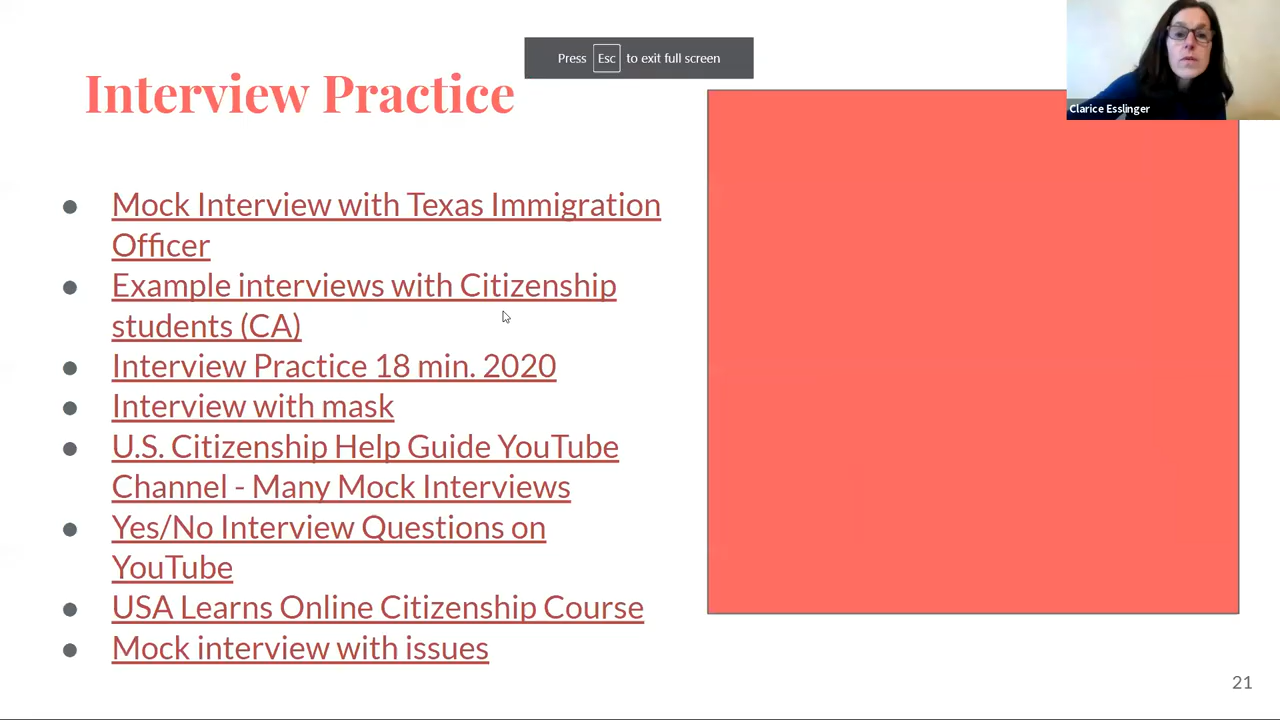 Press Esc to exit full screen
Interview Practice
Clarice Esslinger
Mock Interview with Texas Immigration
Officer
Example interviews with Citizenship
students (CA)
Interview Practice 18 min. 2020
Interview with mask
U.S. Citizenship Help Guide YouTube
Channel - Many Mock Interviews
Yes/No Interview Questions on
YouTube
USA Learns Online Citizenship Course
Mock interview with issues
21